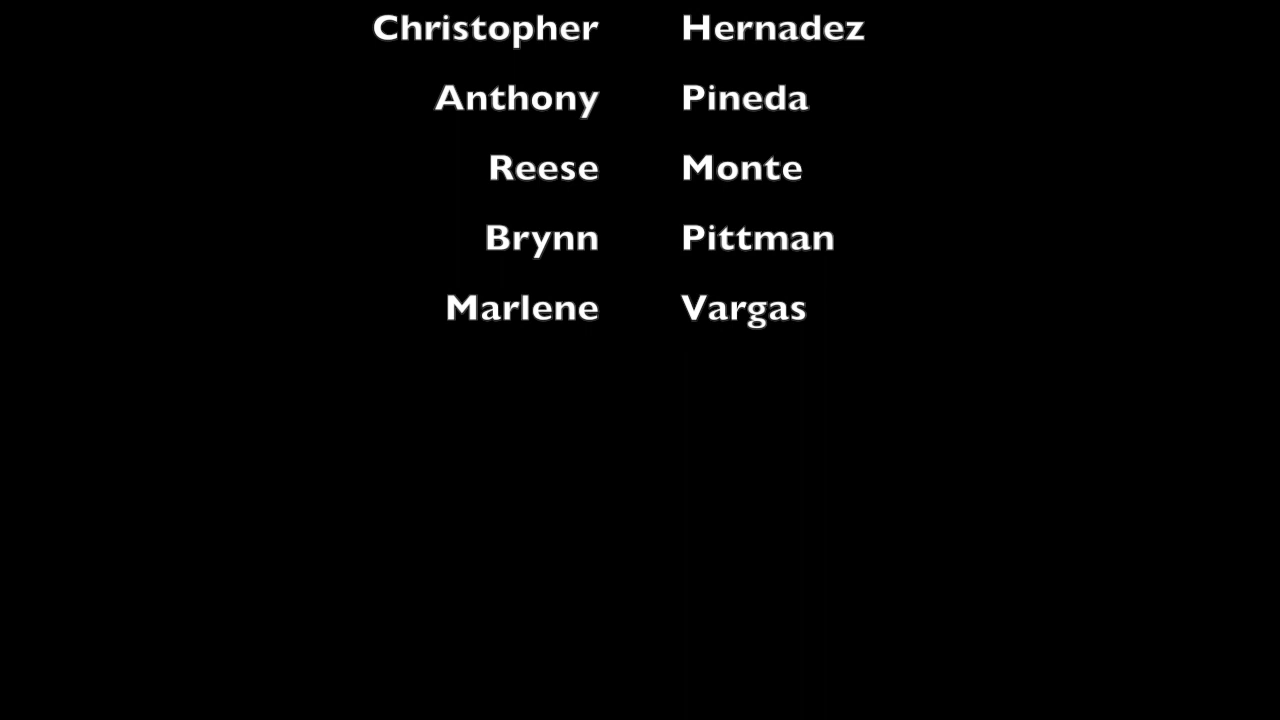 Christopher Hernadez
Anthony Pineda
Reese Monte
Brynn Pittman
Marlene Vargas